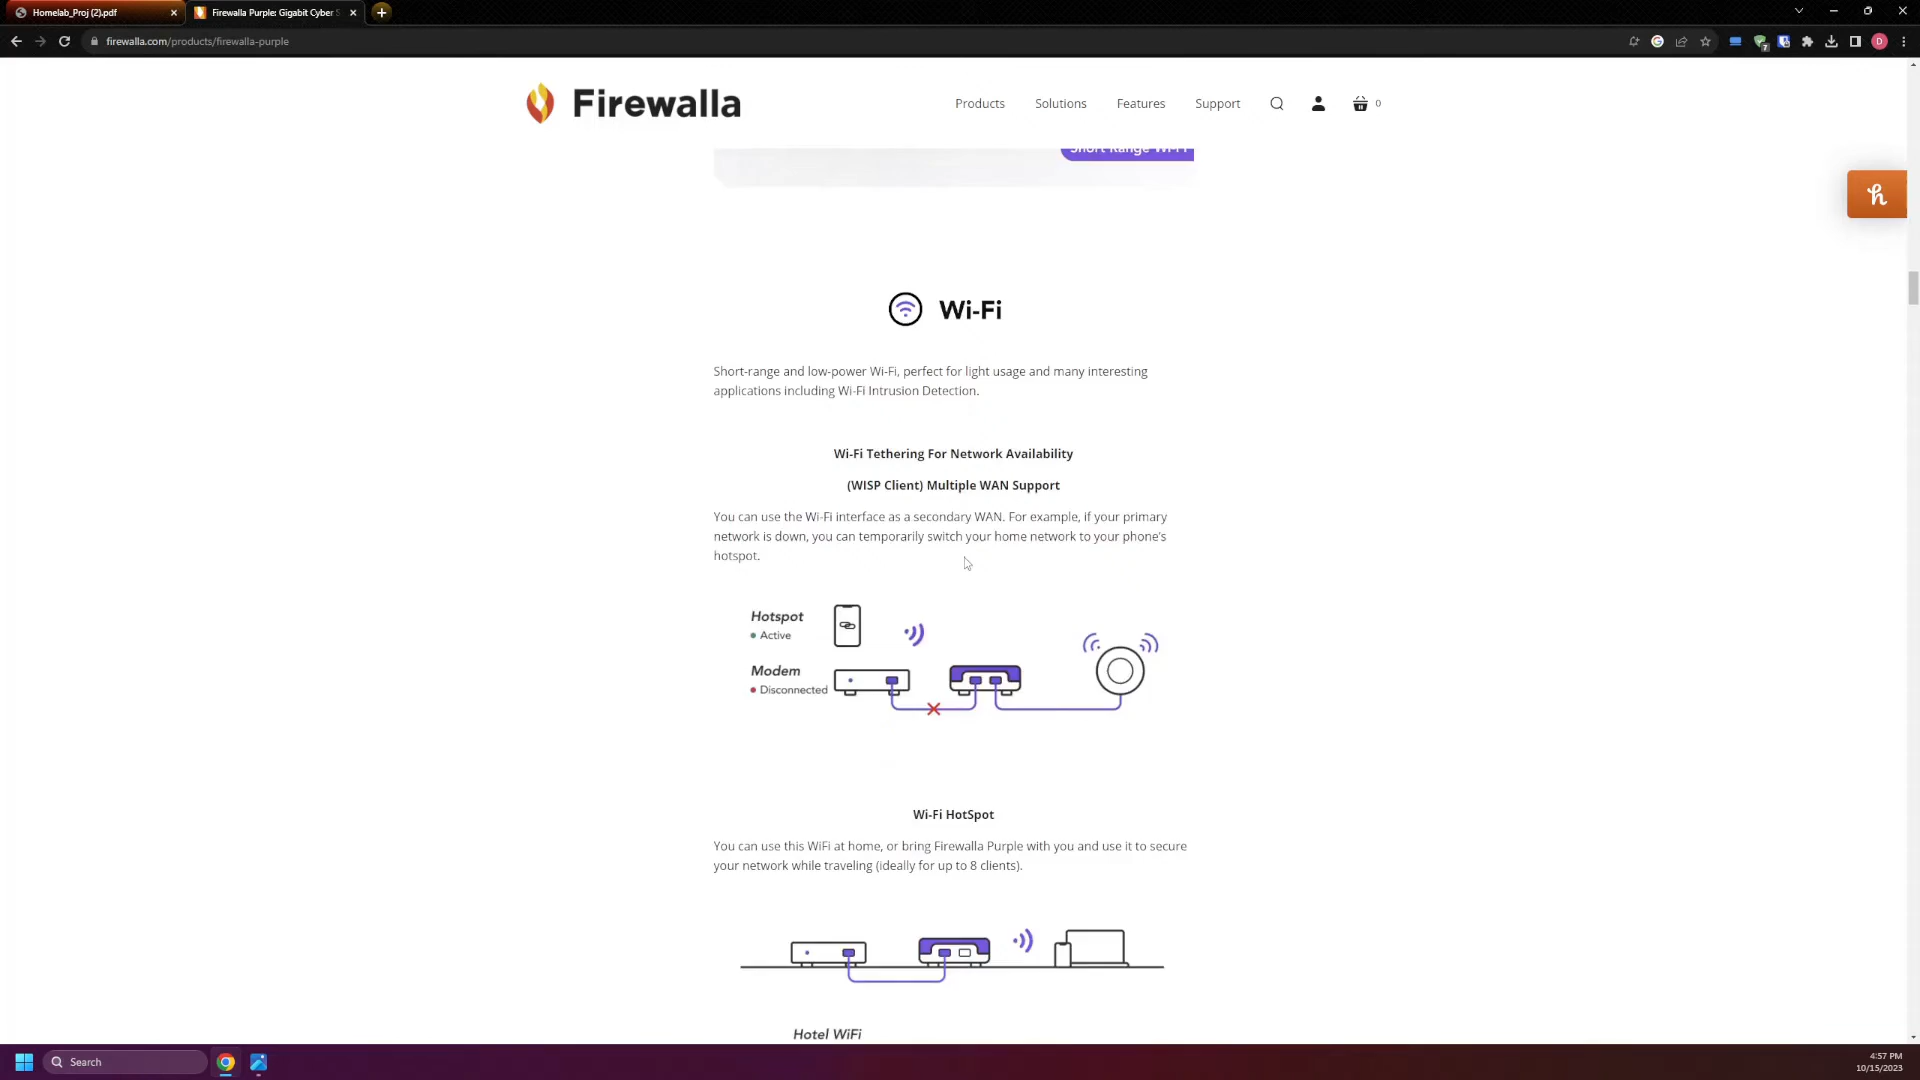 Homelab_Proj (2).pdf
Firewalla Purple: Gigabit Cyber S
firewalla.com/products/firewalla-purple
D
Firewalla
Products
Solutions
Features
Support
0
Short-Range Wi-Fi
Wi-Fi
Short-range and low-power Wi-Fi, perfect for light usage and many interesting
applications including Wi-Fi Intrusion Detection.
Wi-Fi Tethering For Network Availability
(WISP Client) Multiple WAN Support
You can use the Wi-Fi interface as a secondary WAN. For example, if your primary
network is down, you can temporarily switch your home network to your phone's
hotspot.
Hotspot
Active
Modem
Disconnected
Wi-Fi HotSpot
You can use this WiFi at home, or bring Firewalla Purple with you and use it to secure
your network while traveling (ideally for up to 8 clients).
Hotel WiFi
Search
4:57 PM
10/15/2023